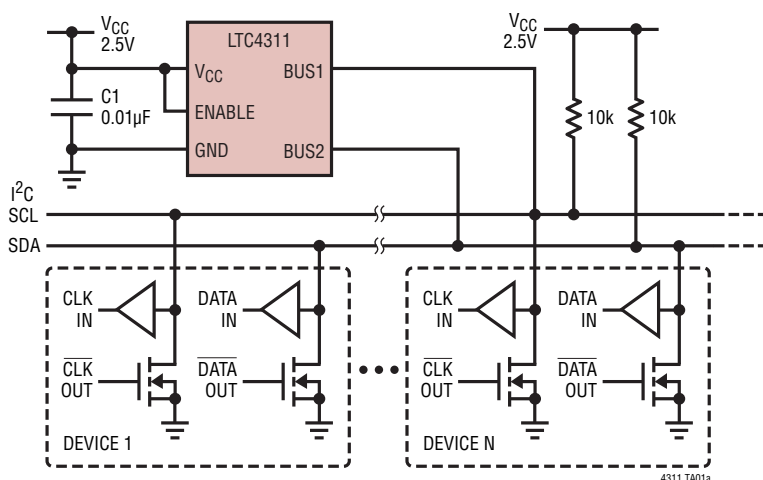 VCC
2.5V
LTC4311
VCC
2.5V
VCC
BUS1
C1
0.01µF
ENABLE
10k
10k
GND
BUS2
I2C
SCL
SDA
CLK
IN
DATA
IN
CLK
IN
DATA
IN
CLK
OUT
DATA
OUT
CLK
OUT
DATA
OUT
DEVICE 1
DEVICE N
4311 TA01a